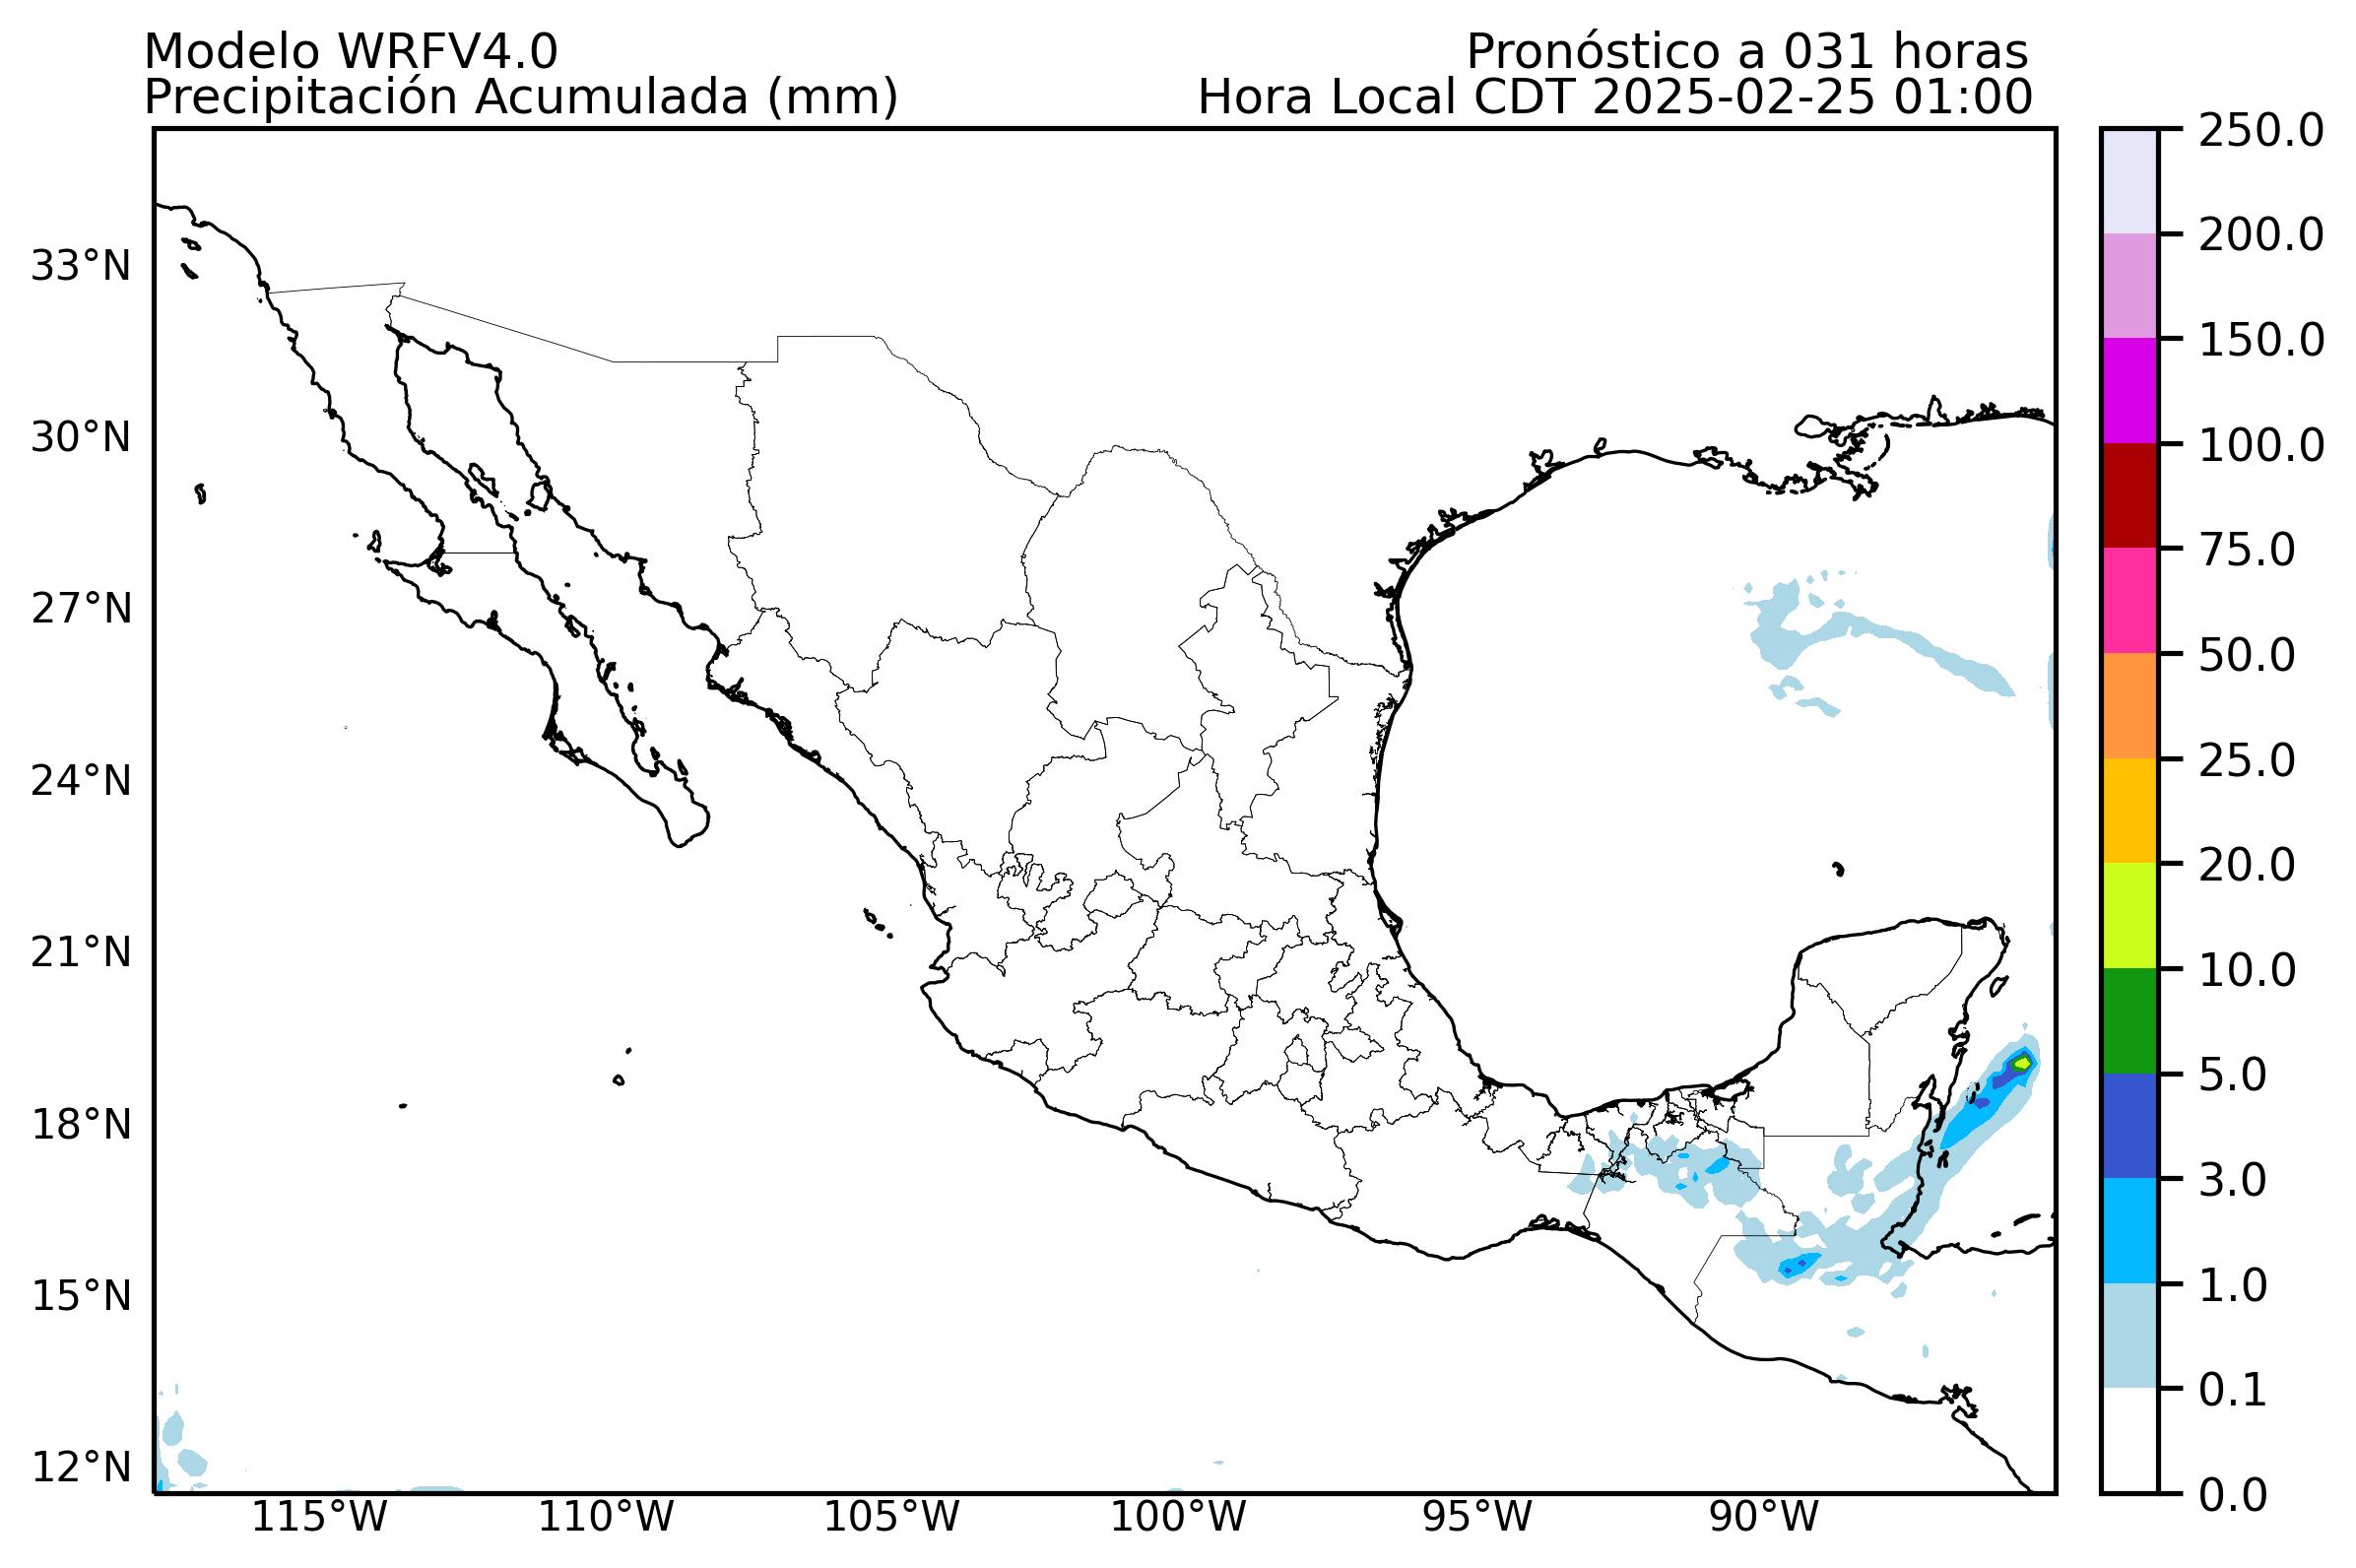 Modelo WRFV4.0
Pronóstico a 031 horas
Precipitación Acumulada (mm)
Hora Local CDT 2025-02-25 01:00
33°N
30°N
27°N
24°N
21°N
18°N
15°N
12°N
115°W
110°W
105°W
100°W
95°W
90°W
250.0
200.0
150.0
100.0
75.0
50.0
25.0
20.0
10.0
5.0
3.0
1.0
0.1
0.0